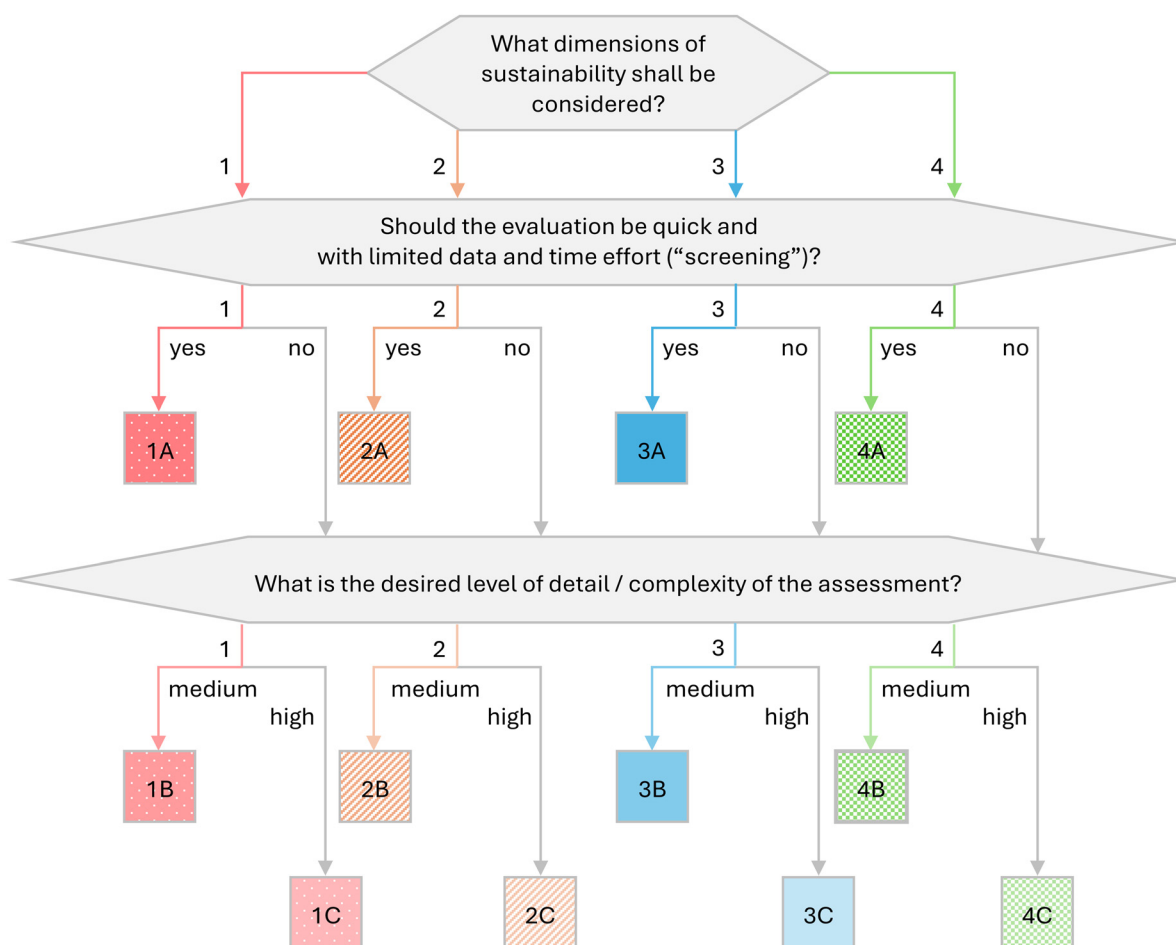 What dimensions of
sustainability shall be
considered?
1
2
3
4
Should the evaluation be quick and
with limited data and time effort (“screening”)?
1
2
3
4
yes
no
yes
no
yes
no
yes
no
1A
2A
3A
4A
What is the desired level of detail / complexity of the assessment?
1
2
3
4
medium
high
medium
high
medium
high
medium
high
1B
2B
3B
4B
1C
2C
3C
4C